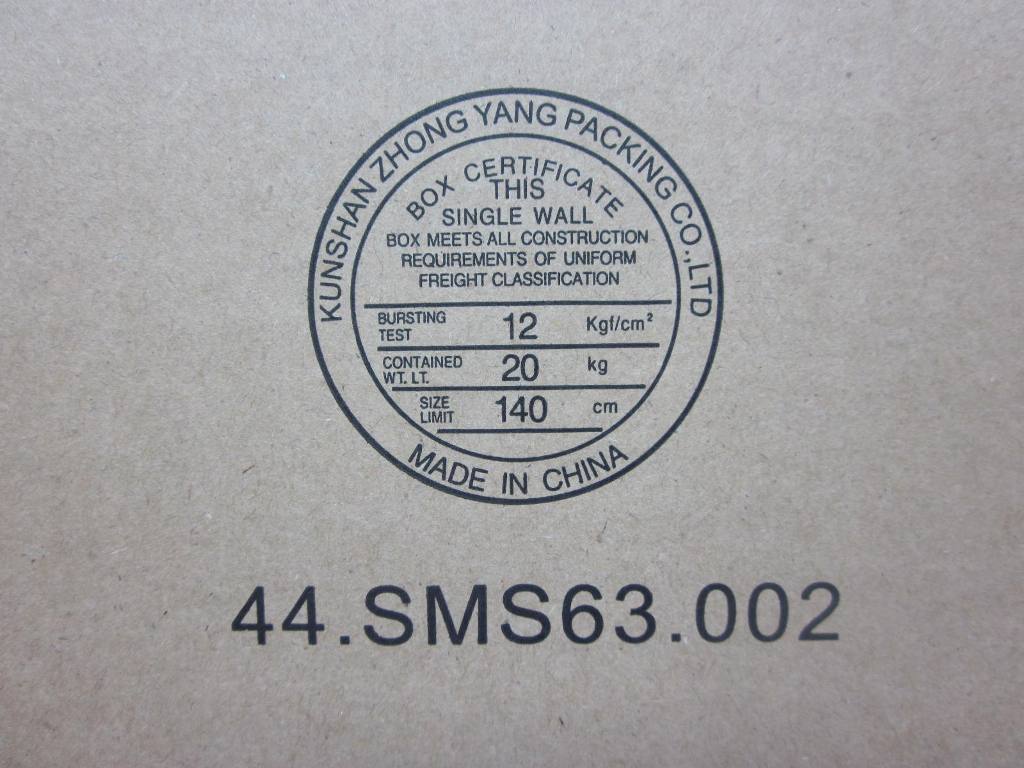 KUNSHAN ZHONG YANG PACKING CO.,LTD
BOX CERTIFICATE
THIS
SINGLE WALL
BOX MEETS ALL CONSTRUCTION
REQUIREMENTS OF UNIFORM
FREIGHT CLASSIFICATION
BURSTING TEST 12 Kgf/cm²
CONTAINED WT. LT. 20 kg
SIZE LIMIT 140 cm
MADE IN CHINA
44.SMS63.002